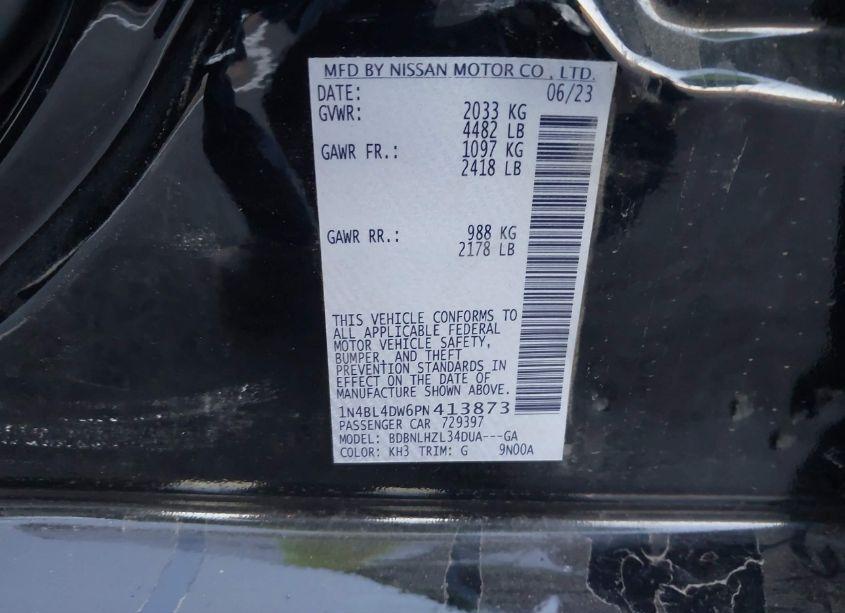 MFD BY NISSAN MOTOR CO., LTD.
DATE: 06/23
GVWR: 2033 KG
4482 LB
GAWR FR.: 1097 KG
2418 LB
GAWR RR.: 988 KG
2178 LB
THIS VEHICLE CONFORMS TO
ALL APPLICABLE FEDERAL
MOTOR VEHICLE SAFETY,
BUMPER, AND THEFT
PREVENTION STANDARDS IN
EFFECT ON THE DATE OF
MANUFACTURE SHOWN ABOVE.
1N4BL4DW6PN413873
PASSENGER CAR 729397
MODEL: BDBNLHZL34DUA---GA
COLOR: KH3 TRIM: G 9N00A